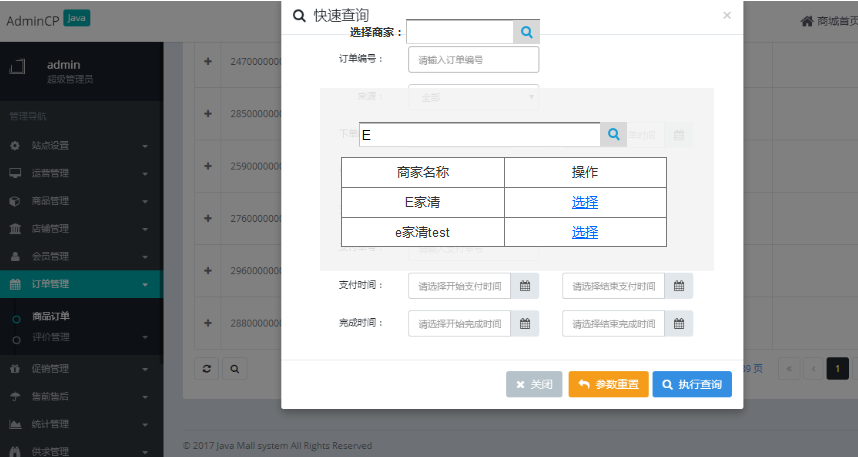 AdminCP Java
商城首页
admin
超级管理员
管理导航
站点设置
运营管理
商品管理
店铺管理
会员管理
订单管理
商品订单
评价管理
促销管理
售前售后
统计管理
供求管理
2470000000
2850000000
2590000000
2760000000
2960000000
2880000000
快速查询
×
选择商家：
订单编号： 请输入订单编号
来源： 全部
E
商家名称 操作
E家清 选择
e家清test 选择
支付时间： 请选择开始支付时间 请选择结束支付时间
完成时间： 请选择开始完成时间 请选择结束完成时间
关闭 参数重置 执行查询
页 « ‹ 1
© 2017 Java Mall system All Rights Reserved